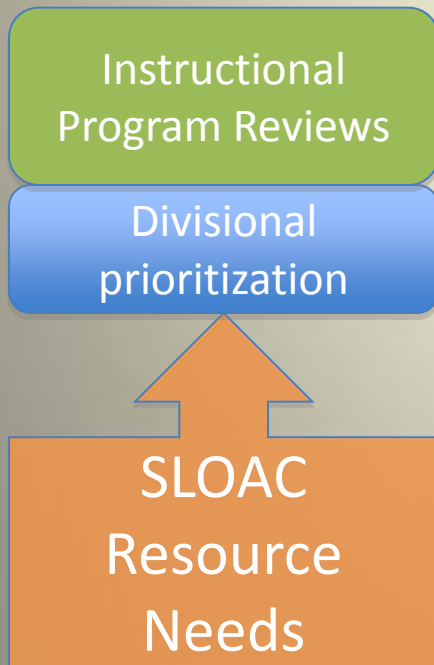 Instructional
Program Reviews
Divisional
prioritization
SLOAC
Resource
Needs